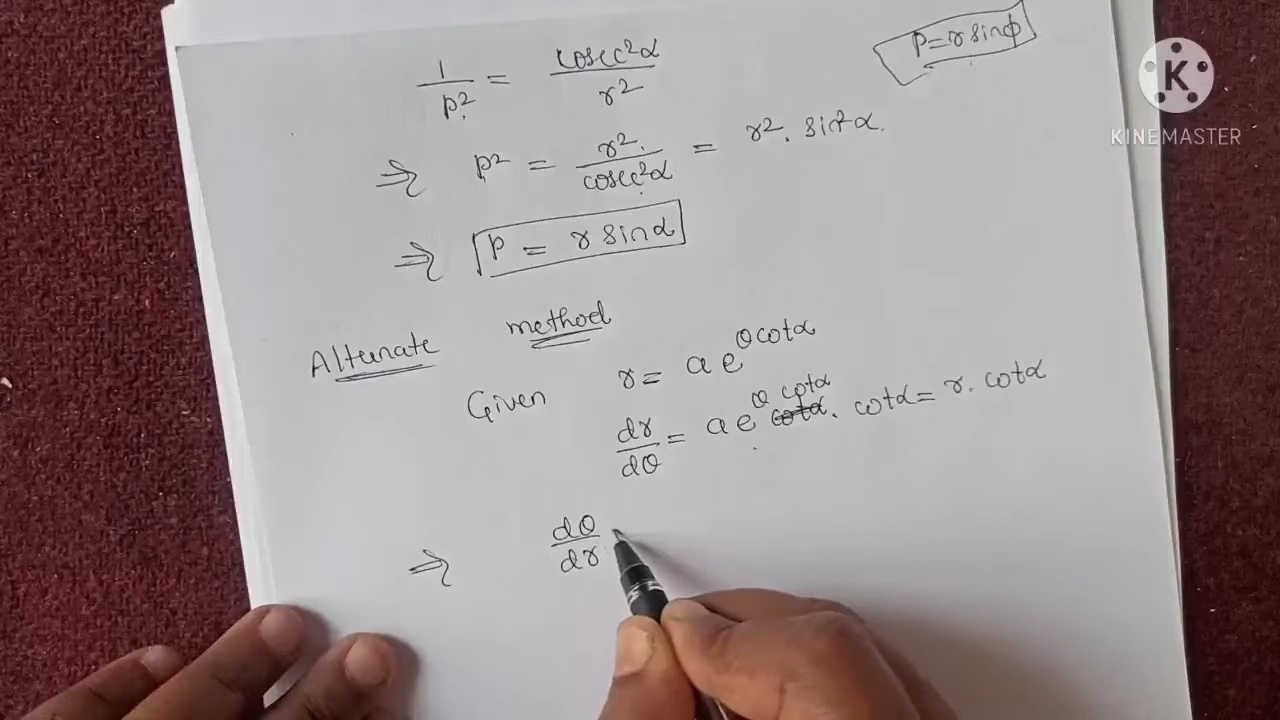 1/p² = cosec²α/r²
P = r sinϕ
K
KINEMASTER
⇒ p² = r²/cosec²α = r². sin²α.
⇒ P = r sinα
Alternate method
Given r = a e^θcotα
dr/dθ = a e^θ cotα . cotα = r. cotα
⇒ dθ/dr